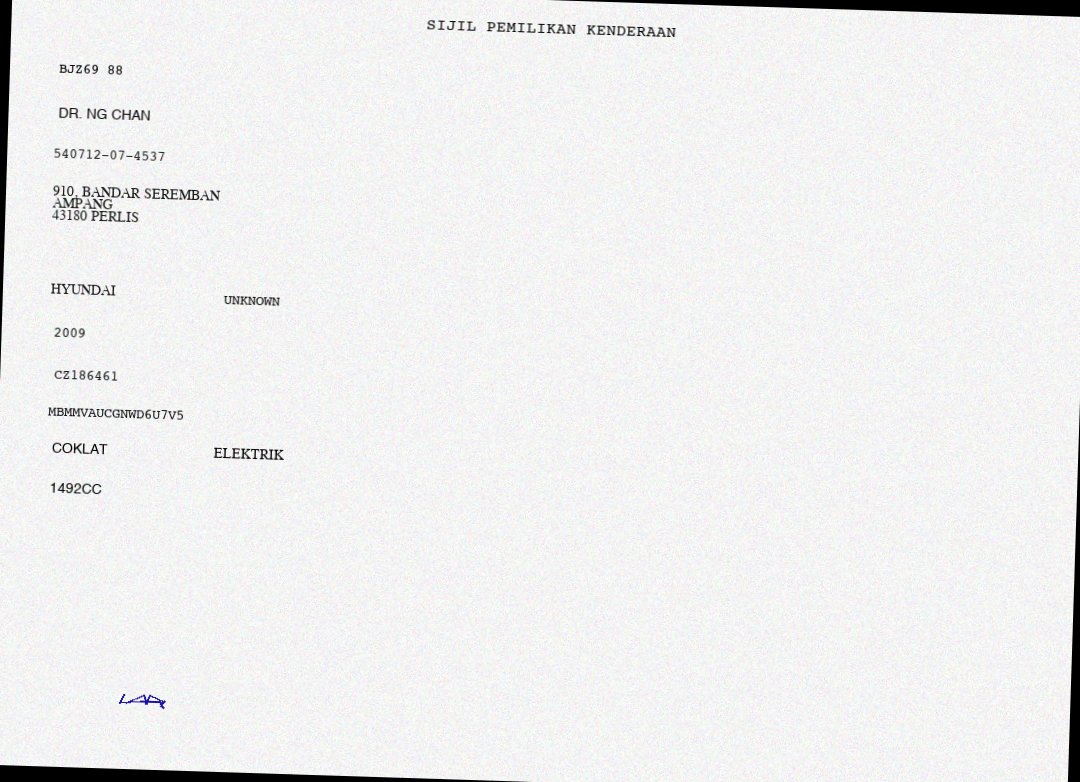 SIJIL PEMILIKAN KENDERAAN
BJZ69 88
DR. NG CHAN
540712-07-4537
910, BANDAR SEREMBAN
AMPANG
43180 PERLIS
HYUNDAI UNKNOWN
2009
CZ186461
MBMMVAUCGNWD6U7V5
COKLAT ELEKTRIK
1492CC